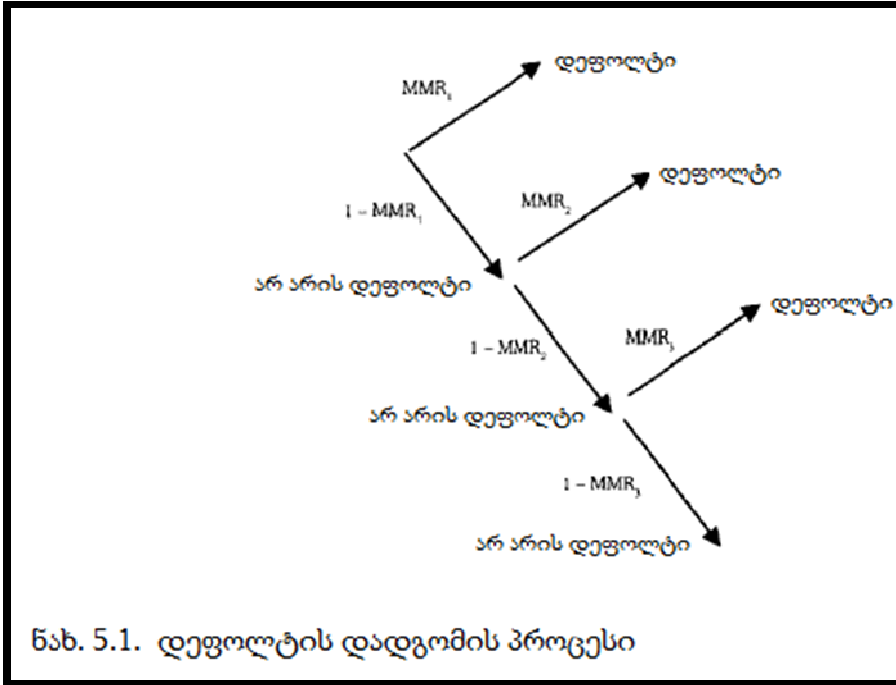 დეფოლტი
MMR₁
დეფოლტი
MMR₂
1 – MMR₁
არ არის დეფოლტი
დეფოლტი
MMR₃
1 – MMR₂
არ არის დეფოლტი
1 – MMR₃
არ არის დეფოლტი
ნახ. 5.1. დეფოლტის დადგომის პროცესი